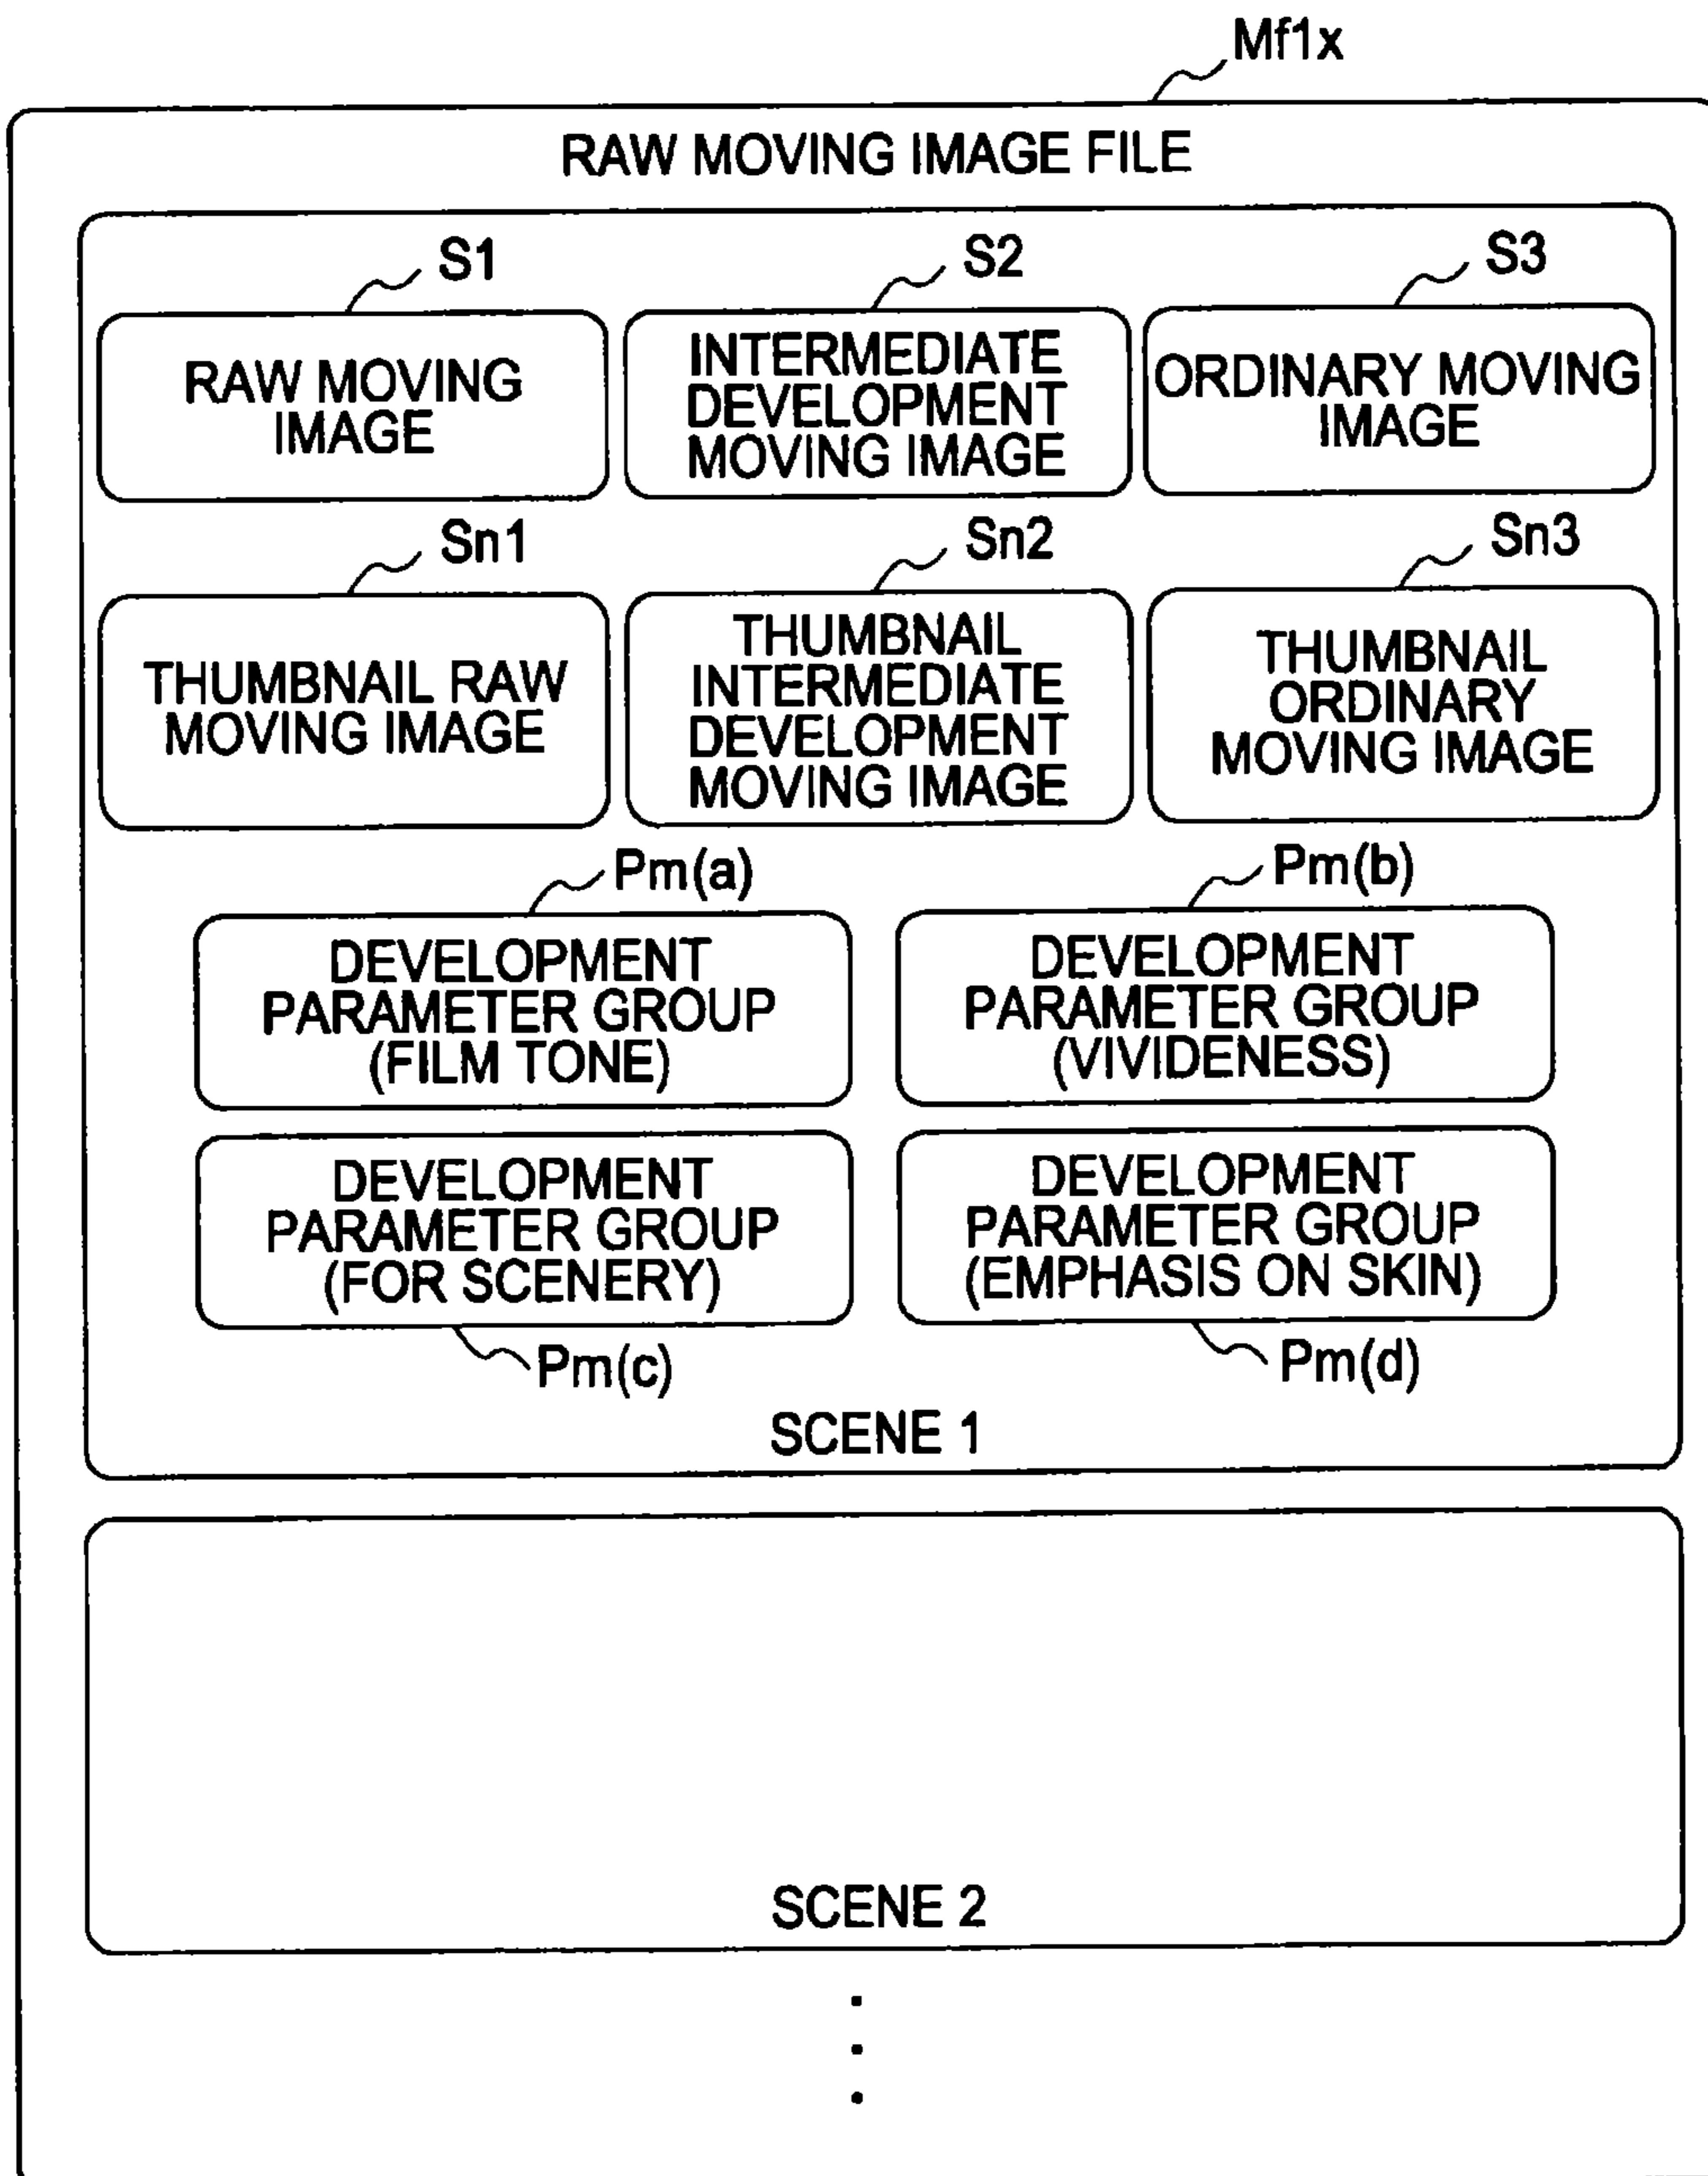 Mf1x
RAW MOVING IMAGE FILE
S1
S2
S3
RAW MOVING
IMAGE
INTERMEDIATE
DEVELOPMENT
MOVING IMAGE
ORDINARY MOVING
IMAGE
Sn1
Sn2
Sn3
THUMBNAIL RAW
MOVING IMAGE
THUMBNAIL
INTERMEDIATE
DEVELOPMENT
MOVING IMAGE
THUMBNAIL
ORDINARY
MOVING IMAGE
Pm(a)
Pm(b)
DEVELOPMENT
PARAMETER GROUP
(FILM TONE)
DEVELOPMENT
PARAMETER GROUP
(VIVIDENESS)
DEVELOPMENT
PARAMETER GROUP
(FOR SCENERY)
DEVELOPMENT
PARAMETER GROUP
(EMPHASIS ON SKIN)
Pm(c)
Pm(d)
SCENE 1
SCENE 2